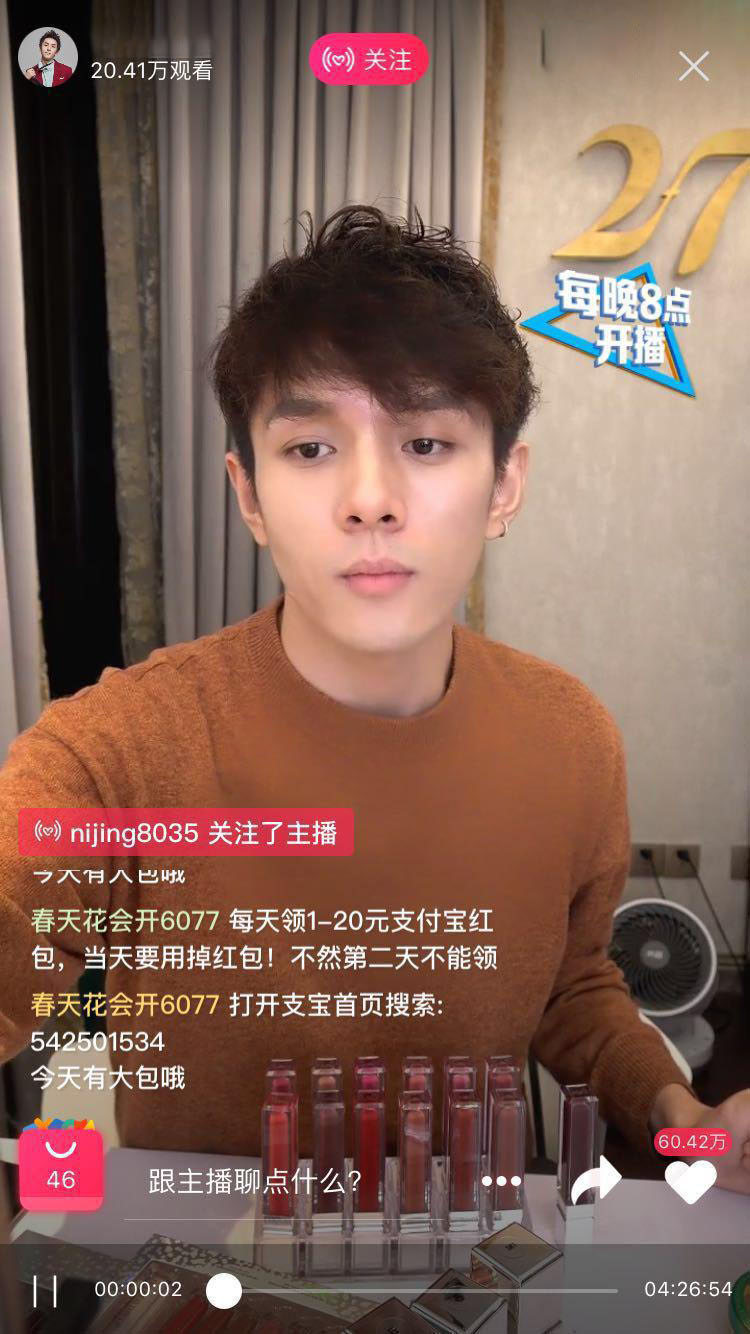 20.41万观看
关注
27
每晚8点
开播
nijing8035 关注了主播
今天有大包哦
春天花会开6077 每天领1-20元支付宝红
包，当天要用掉红包！不然第二天不能领
春天花会开6077 打开支宝首页搜索:
542501534
今天有大包哦
60.42万
46
跟主播聊点什么?
00:00:02
04:26:54